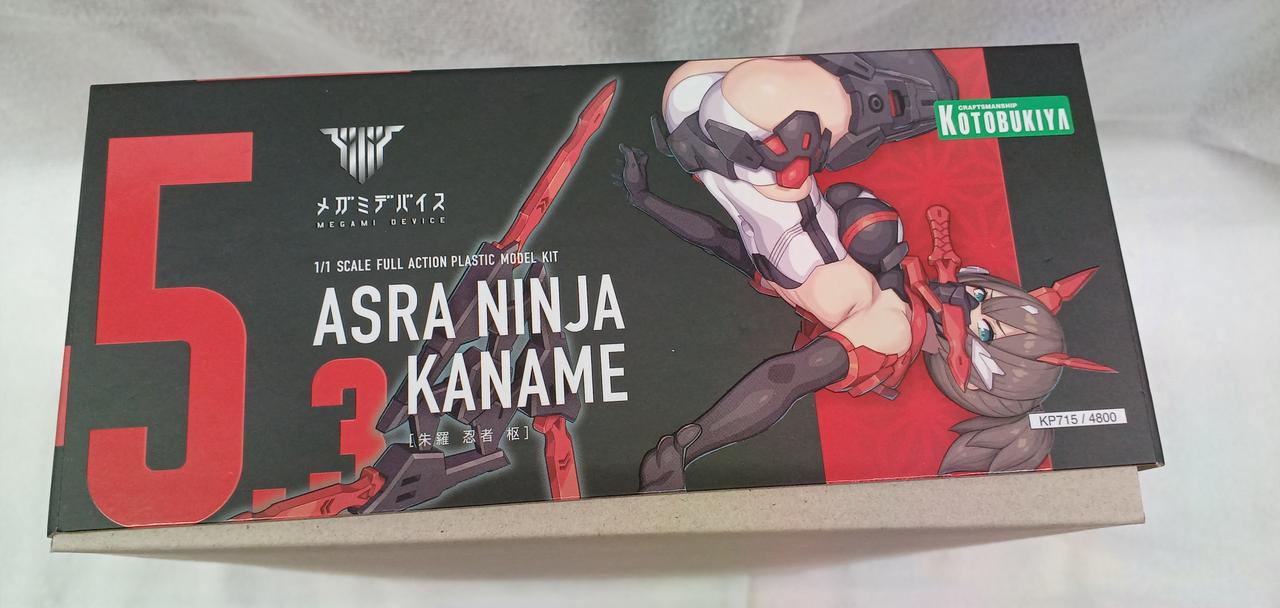 5.3
メガミデバイス
MEGAMI DEVICE
1/1 SCALE FULL ACTION PLASTIC MODEL KIT
ASRA NINJA
KANAME
[朱羅 忍者 枢]
CRAFTSMANSHIP
KOTOBUKIYA
KP715 / 4800